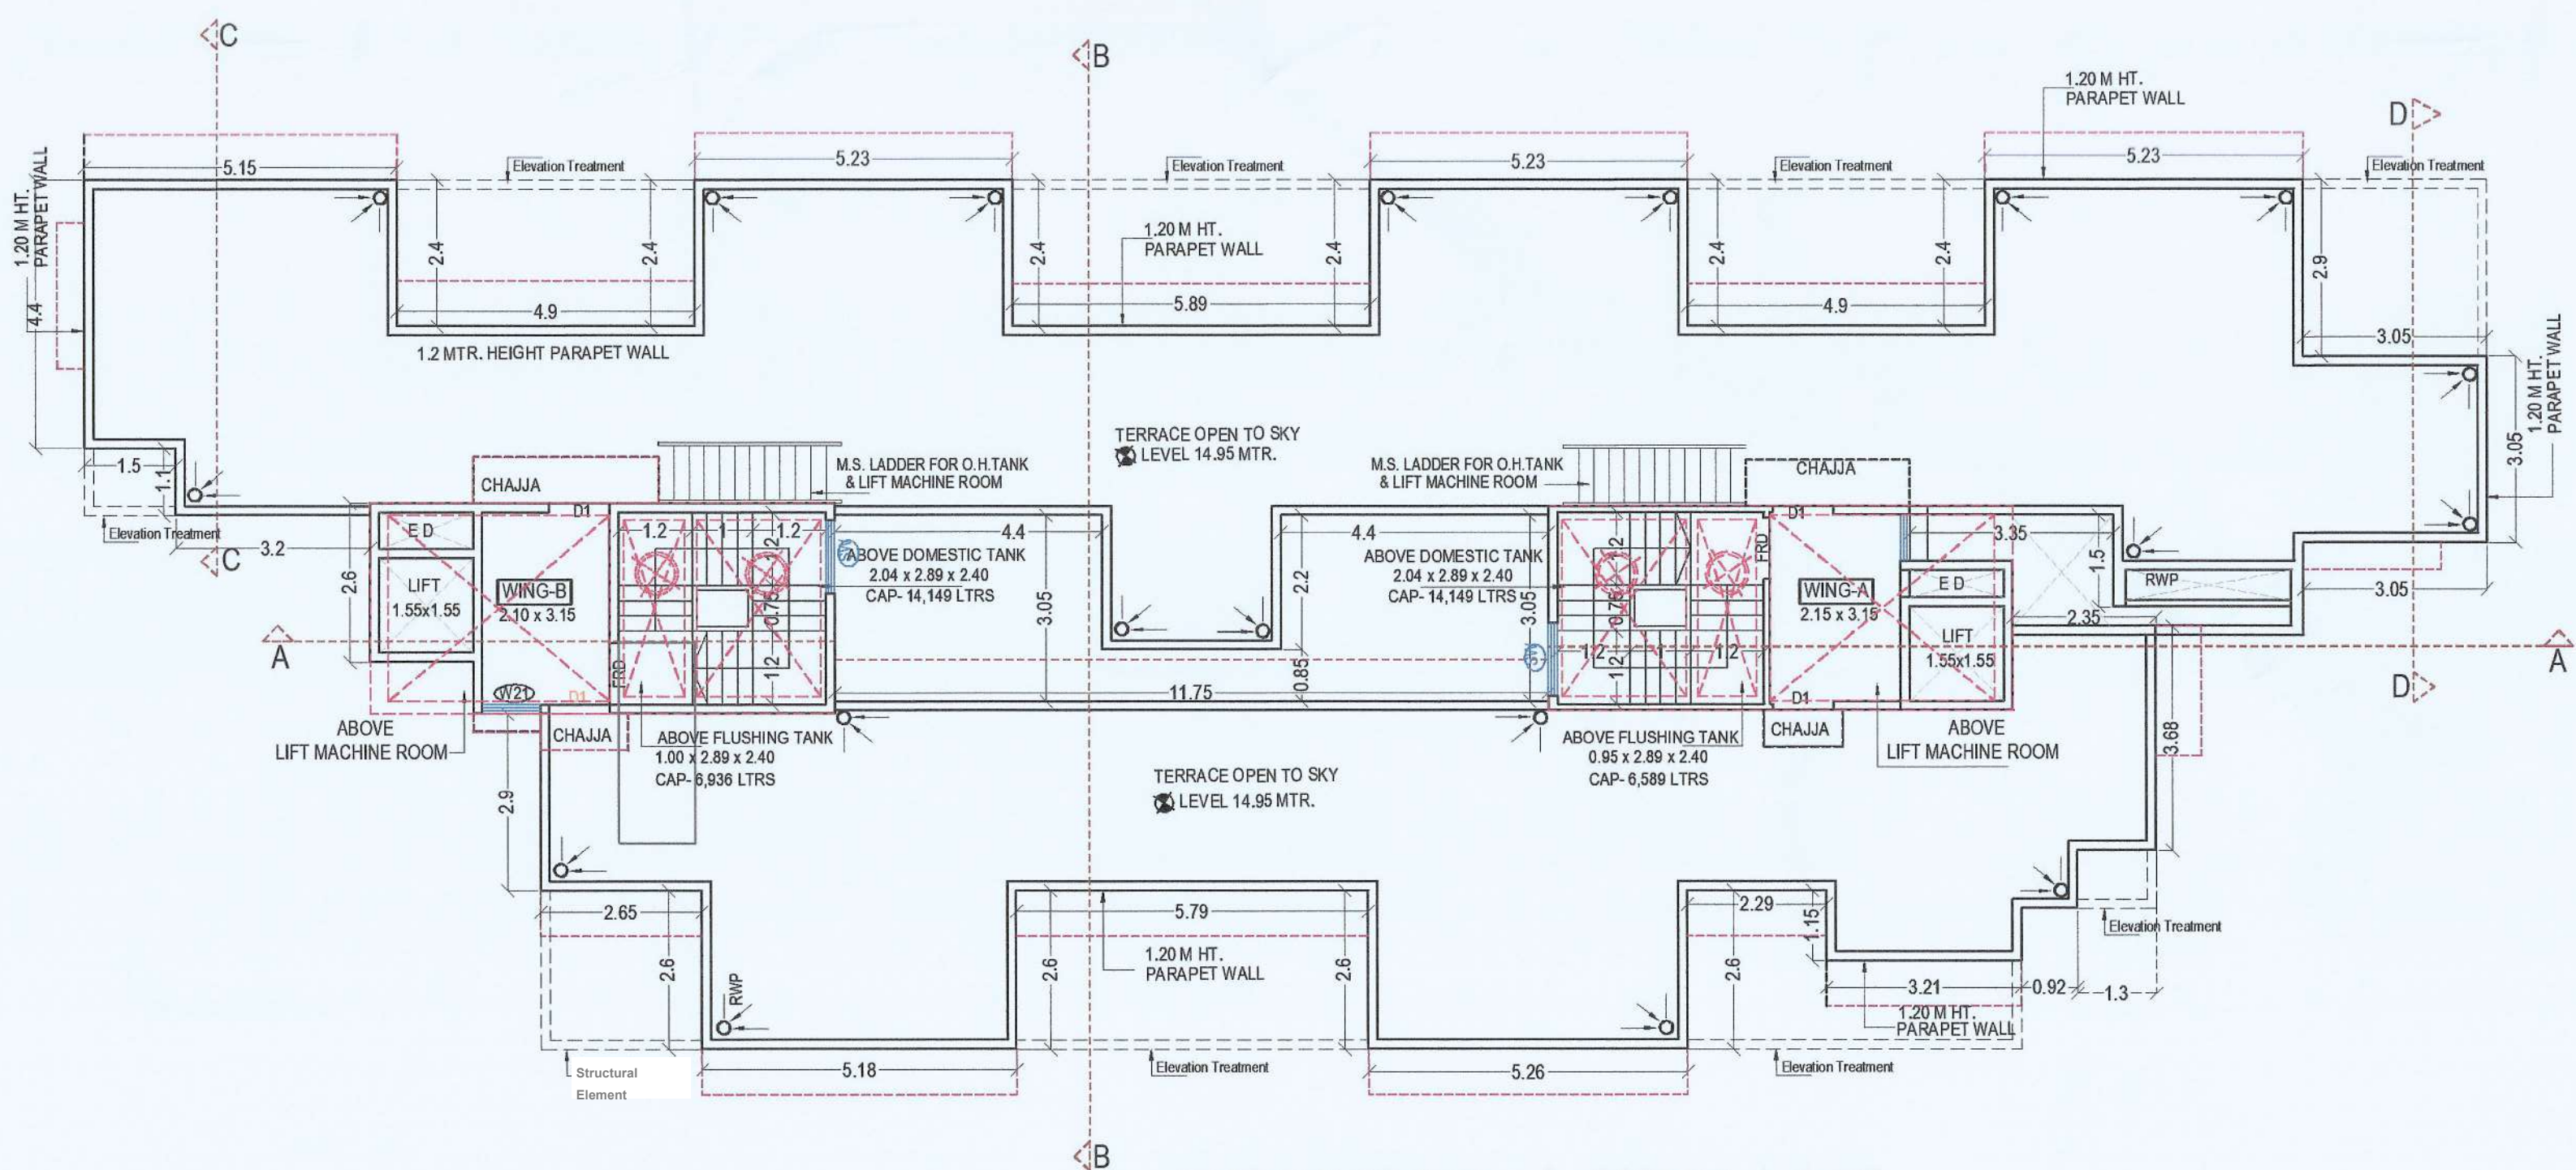 C
B
1.20 M HT.
PARAPET WALL
D
5.15
Elevation Treatment
5.23
Elevation Treatment
5.23
Elevation Treatment
5.23
Elevation Treatment
1.20 M HT.
PARAPET WALL
4.4
2.4
2.4
2.4
1.20 M HT.
PARAPET WALL
2.4
2.4
2.4
2.9
4.9
5.89
4.9
3.05
1.2 MTR. HEIGHT PARAPET WALL
1.20 M HT.
PARAPET WALL
3.05
TERRACE OPEN TO SKY
LEVEL 14.95 MTR.
1.5
1.1
CHAJJA
M.S. LADDER FOR O.H.TANK
& LIFT MACHINE ROOM
M.S. LADDER FOR O.H.TANK
& LIFT MACHINE ROOM
CHAJJA
Elevation Treatment
3.2
C
2.6
E D
D1
1.2
1
1.2
1.2
4.4
4.4
1.2
D1
FRD
3.35
1.5
LIFT
1.55x1.55
WING-B
2.10 x 3.15
0.75
ABOVE DOMESTIC TANK
2.04 x 2.89 x 2.40
CAP- 14,149 LTRS
3.05
2.2
ABOVE DOMESTIC TANK
2.04 x 2.89 x 2.40
CAP- 14,149 LTRS
3.05
0.75
WING-A
2.15 x 3.15
E D
RWP
2.35
3.05
LIFT
1.55x1.55
A
A
W21
D1
FRD
1.2
11.75
0.85
1.2
1.2
1.2
D1
D
ABOVE
LIFT MACHINE ROOM
CHAJJA
ABOVE FLUSHING TANK
1.00 x 2.89 x 2.40
CAP- 6,936 LTRS
ABOVE FLUSHING TANK
0.95 x 2.89 x 2.40
CAP- 6,589 LTRS
CHAJJA
ABOVE
LIFT MACHINE ROOM
3.68
2.9
TERRACE OPEN TO SKY
LEVEL 14.95 MTR.
2.65
5.79
2.29
1.15
Elevation Treatment
2.6
RWP
2.6
1.20 M HT.
PARAPET WALL
2.6
2.6
3.21
0.92
1.3
1.20 M HT.
PARAPET WALL
Structural
Element
5.18
Elevation Treatment
5.26
Elevation Treatment
B